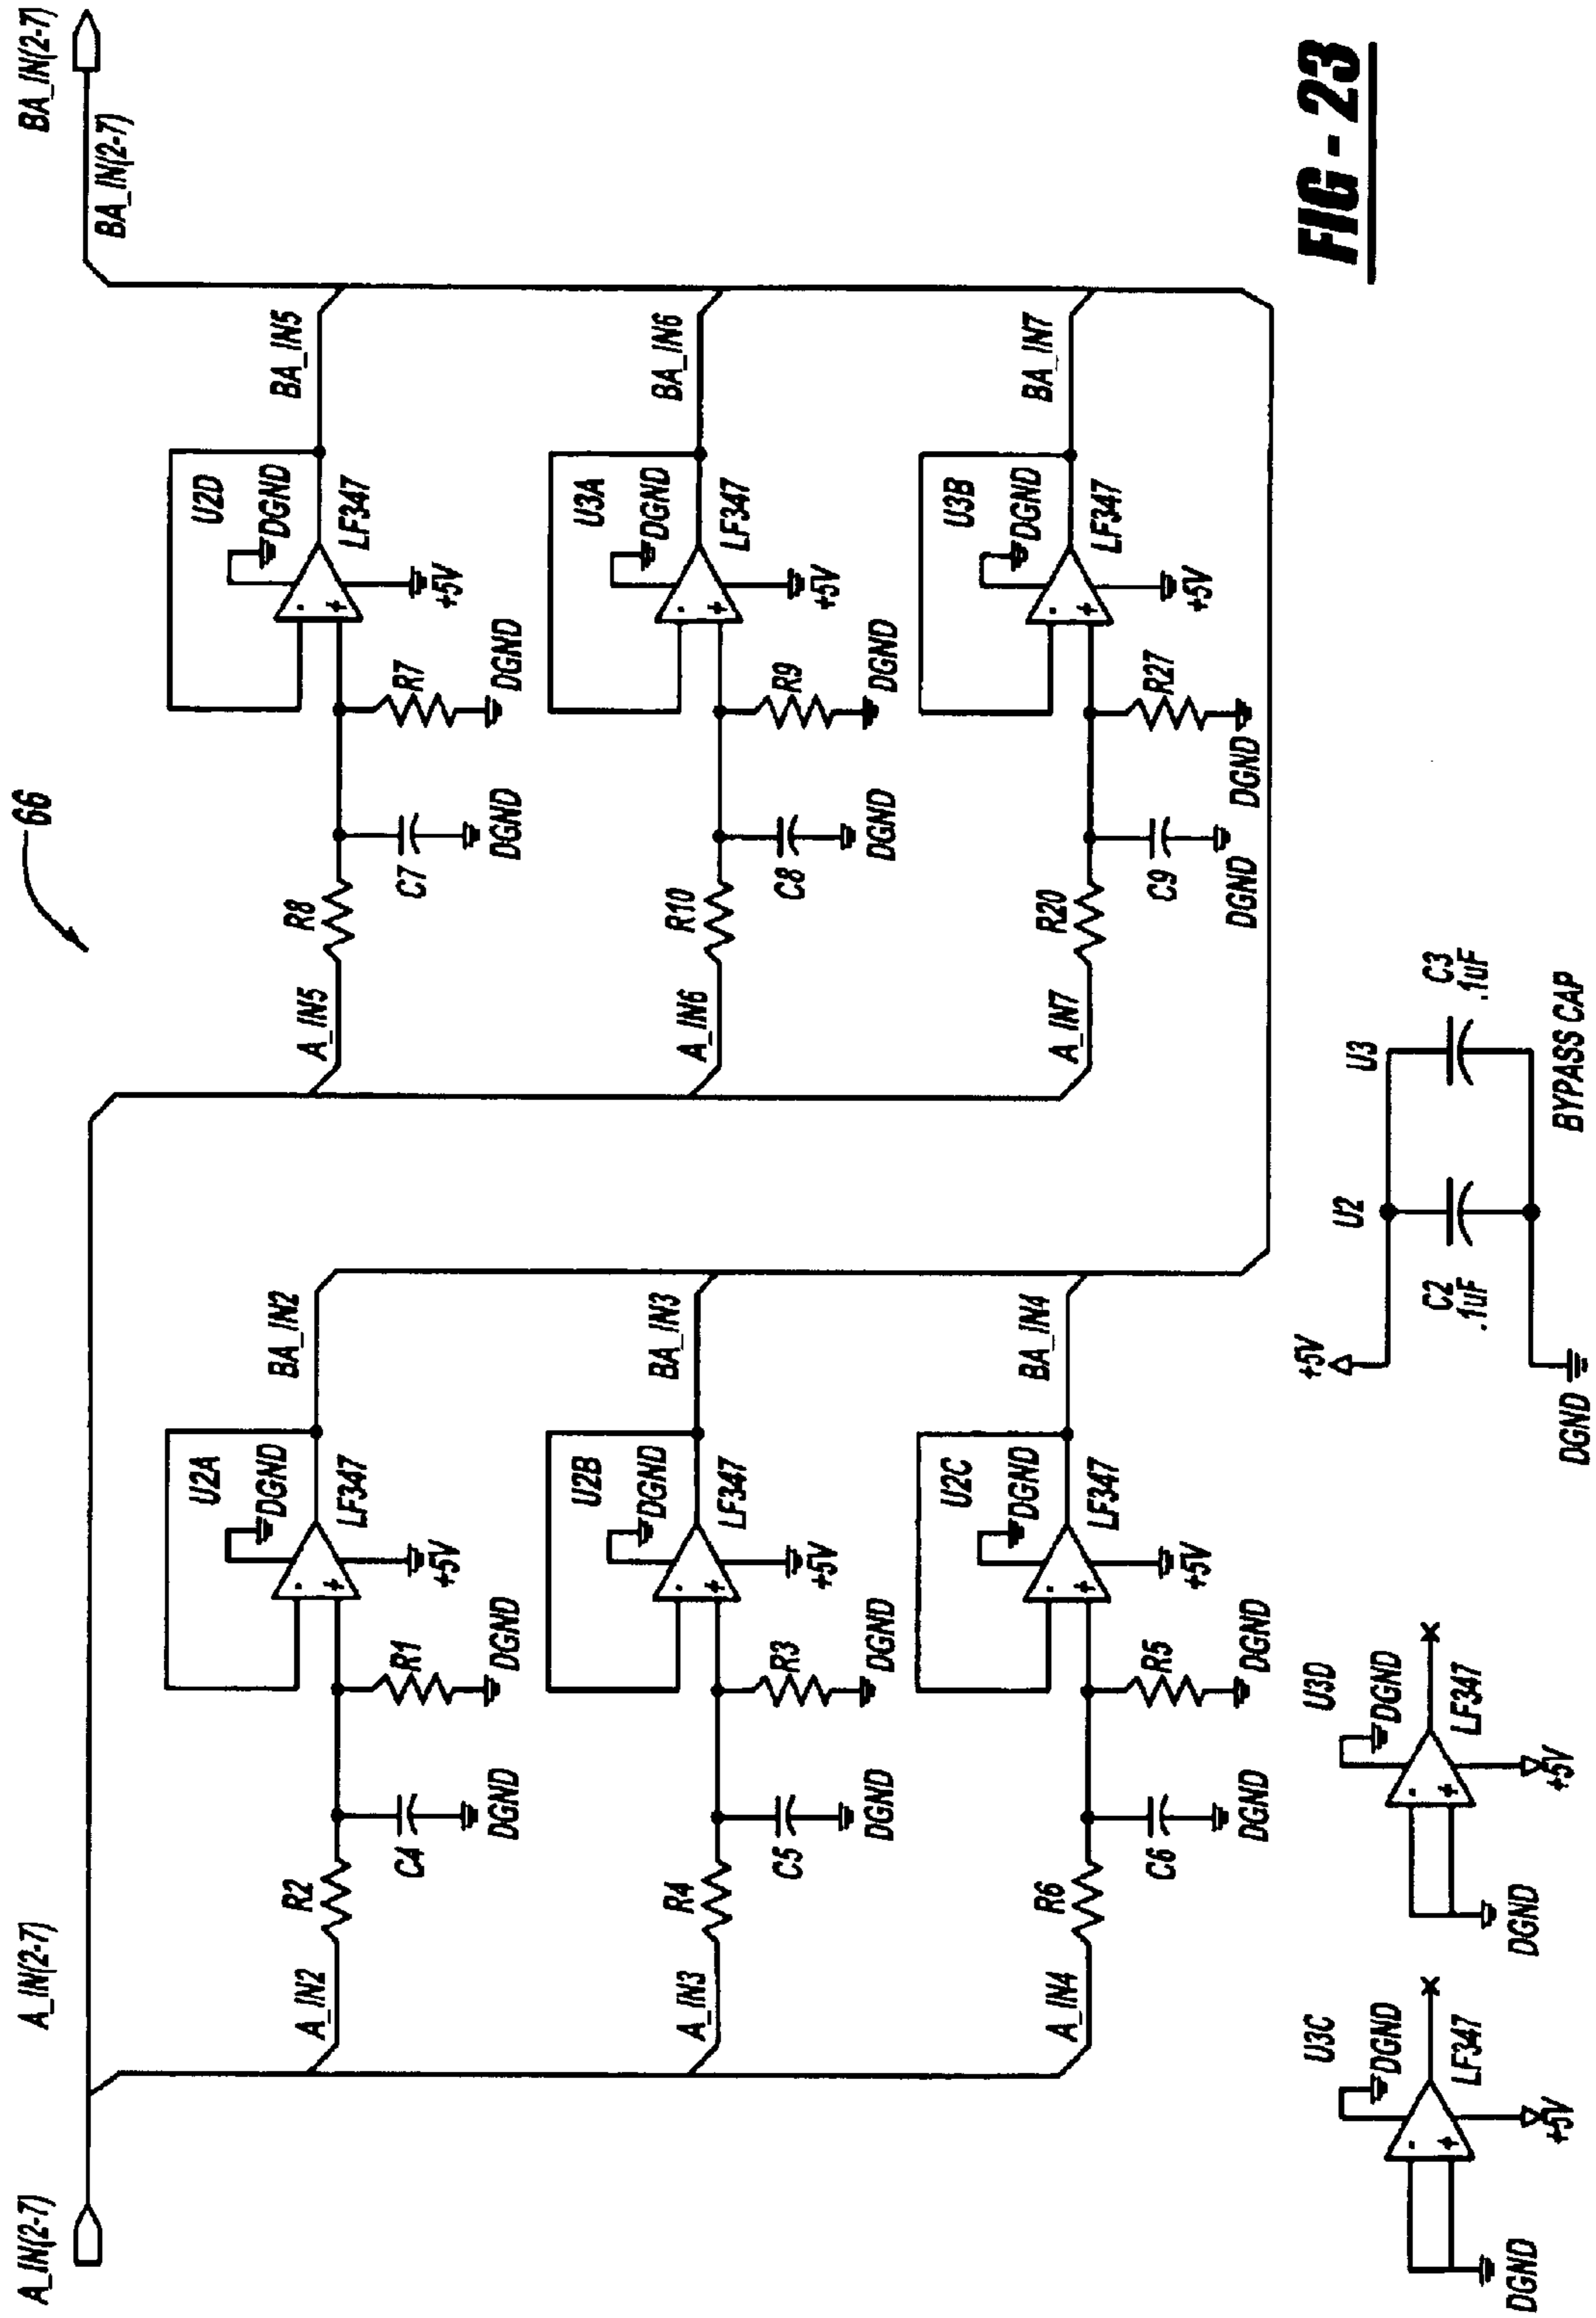 66
A_IN(2-7)
A_IN(2-7)
BA_IN(2-7)
BA_IN(2-7)
A_IN2
R2
C4
DGND
R1
DGND
U2A
DGND
LF347
+5V
BA_IN2
A_IN5
R8
C7
DGND
R7
DGND
U2D
DGND
LF347
+5V
BA_IN5
A_IN3
R4
C5
DGND
R3
DGND
U2B
DGND
LF347
+5V
BA_IN3
A_IN6
R10
C8
DGND
R9
DGND
U3A
DGND
LF347
+5V
BA_IN6
A_IN4
R6
C6
DGND
R5
DGND
U2C
DGND
LF347
+5V
BA_IN4
A_IN7
R20
C9
DGND
R27
DGND
U3B
DGND
LF347
+5V
BA_IN7
U3C
DGND
LF347
+5V
DGND
U3D
DGND
LF347
+5V
DGND
+5V
U2
C2
.1uF
U3
C3
.1uF
DGND
BYPASS CAP
FIG - 23
- +
- +
- +
- +
- +
- +
- +
- +